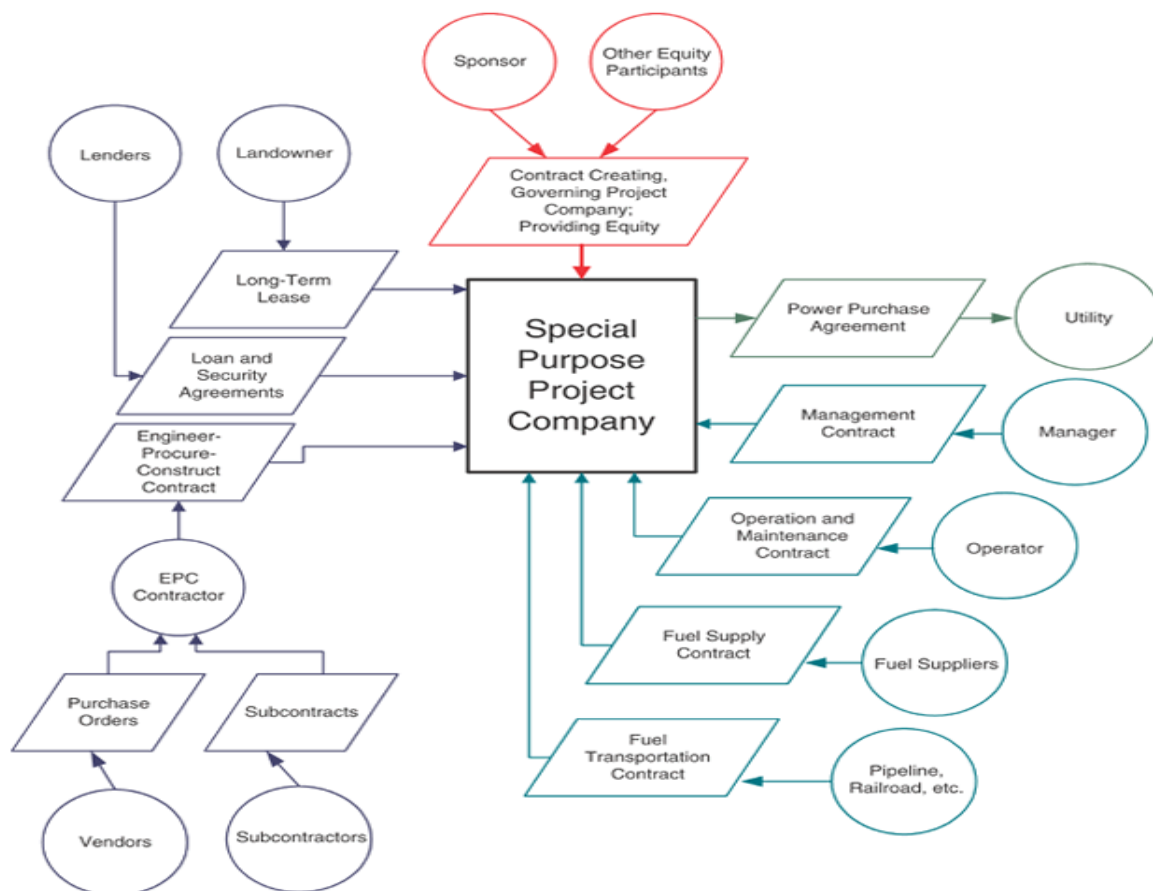 Sponsor
Other Equity
Participants
Lenders
Landowner
Contract Creating,
Governing Project
Company;
Providing Equity
Long-Term
Lease
Special
Purpose
Project
Company
Power Purchase
Agreement
Utility
Loan and
Security
Agreements
Management
Contract
Manager
Engineer-
Procure-
Construct
Contract
Operation and
Maintenance
Contract
Operator
EPC
Contractor
Fuel Supply
Contract
Fuel Suppliers
Purchase
Orders
Subcontracts
Fuel
Transportation
Contract
Pipeline,
Railroad, etc.
Vendors
Subcontractors